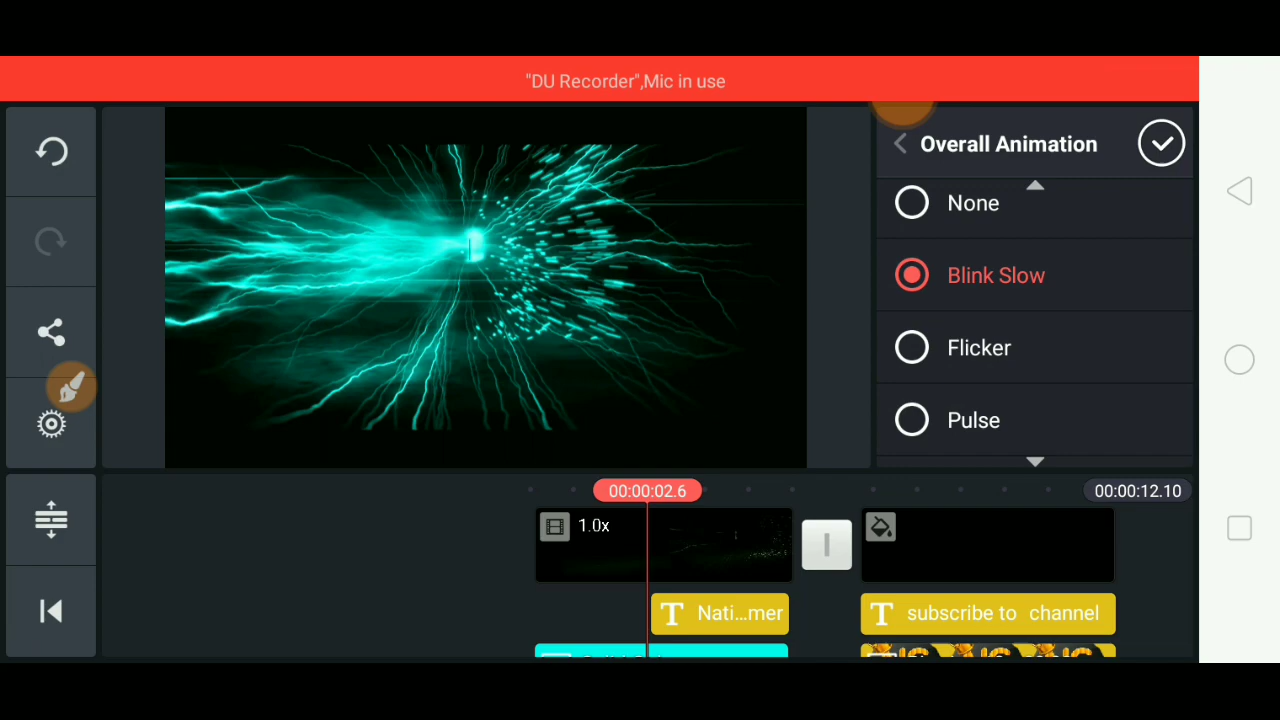 "DU Recorder",Mic in use
Overall Animation
None
Blink Slow
Flicker
Pulse
00:00:02.6
00:00:12.10
1.0x
T Nati...mer
T subscribe to channel